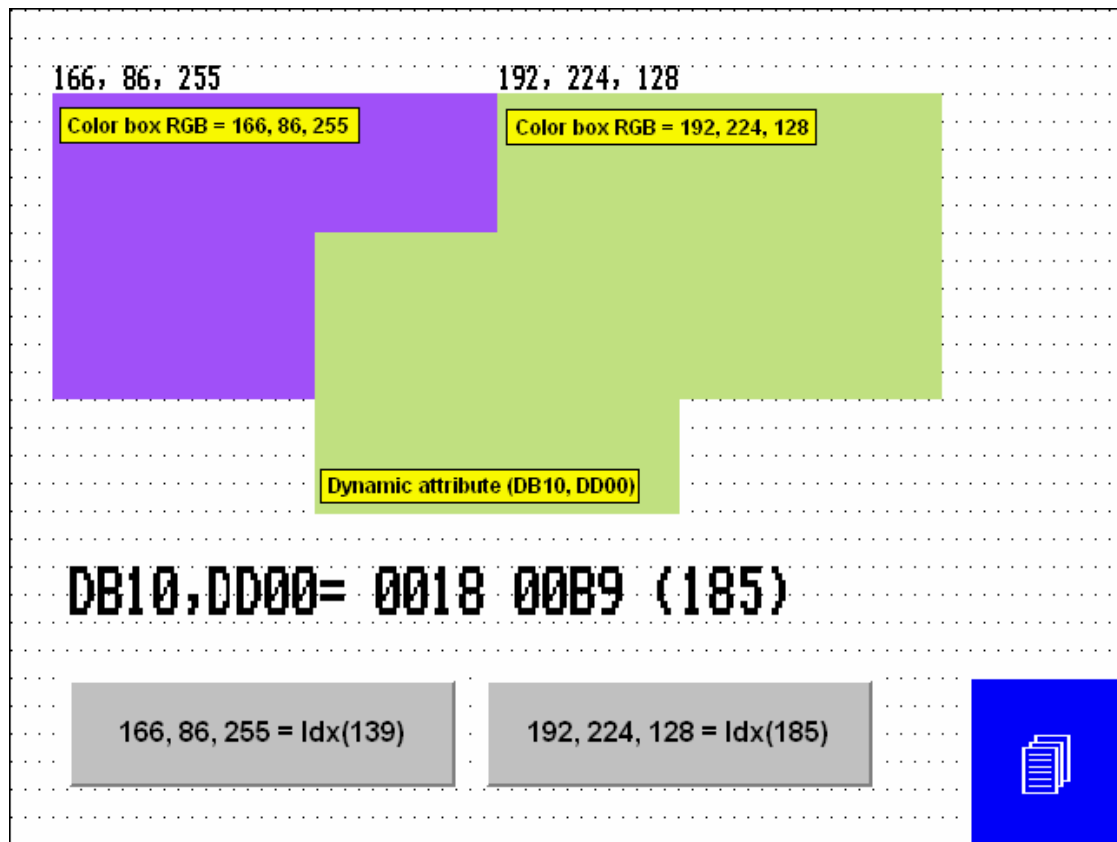 166, 86, 255
192, 224, 128
Color box RGB = 166, 86, 255
Color box RGB = 192, 224, 128
Dynamic attribute (DB10, DD00)
DB10,DD00= 0018 00B9 (185)
166, 86, 255 = Idx(139)
192, 224, 128 = Idx(185)